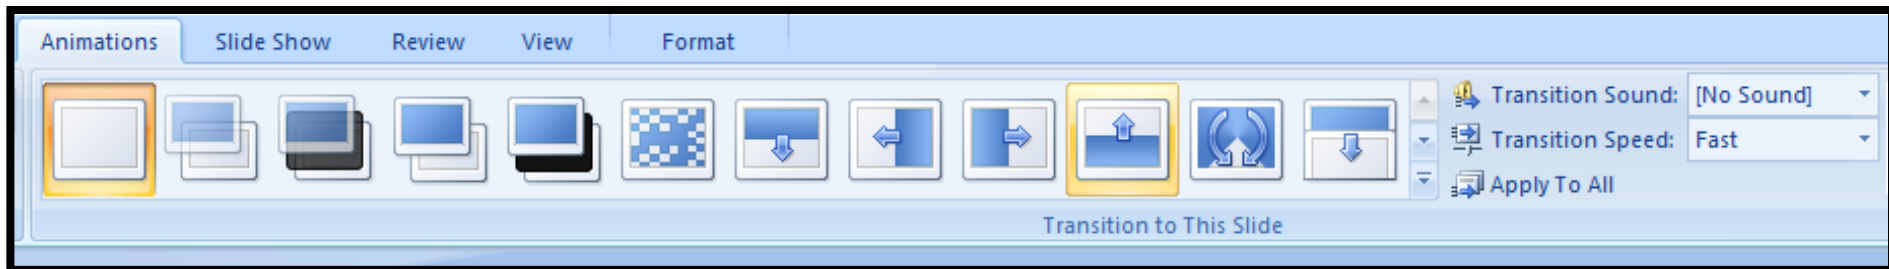 Animations Slide Show Review View Format
Transition Sound: [No Sound]
Transition Speed: Fast
Apply To All
Transition to This Slide